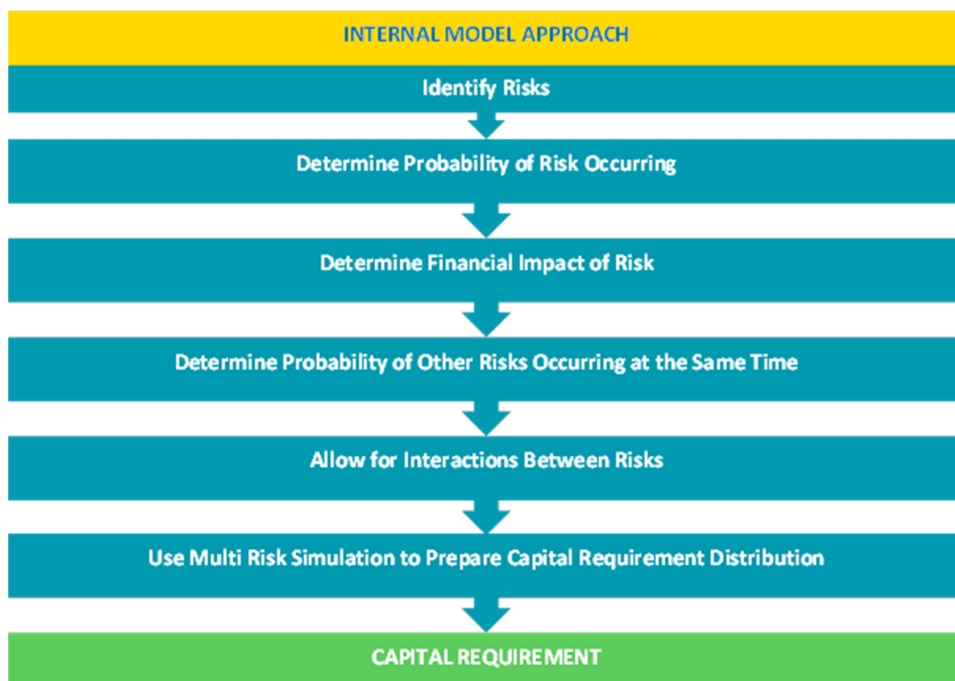 INTERNAL MODEL APPROACH
Identify Risks
Determine Probability of Risk Occurring
Determine Financial Impact of Risk
Determine Probability of Other Risks Occurring at the Same Time
Allow for Interactions Between Risks
Use Multi Risk Simulation to Prepare Capital Requirement Distribution
CAPITAL REQUIREMENT